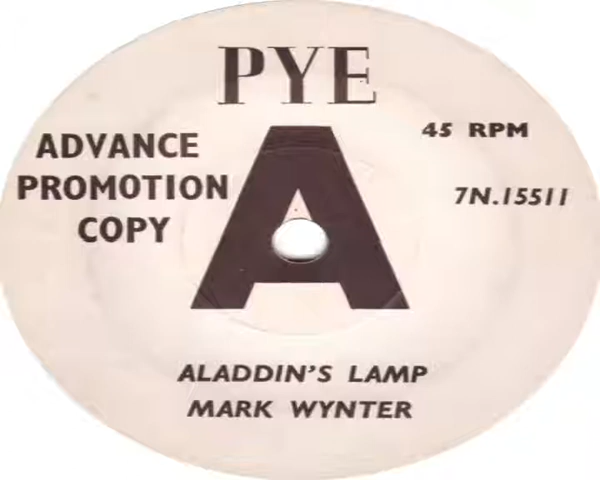 PYE
45 RPM
ADVANCE
PROMOTION
COPY
7N.15511
A
ALADDIN'S LAMP
MARK WYNTER